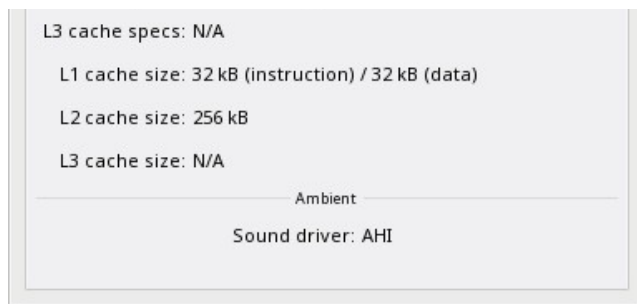 L3 cache specs: N/A
L1 cache size: 32 kB (instruction) / 32 kB (data)
L2 cache size: 256 kB
L3 cache size: N/A
Ambient
Sound driver: AHI